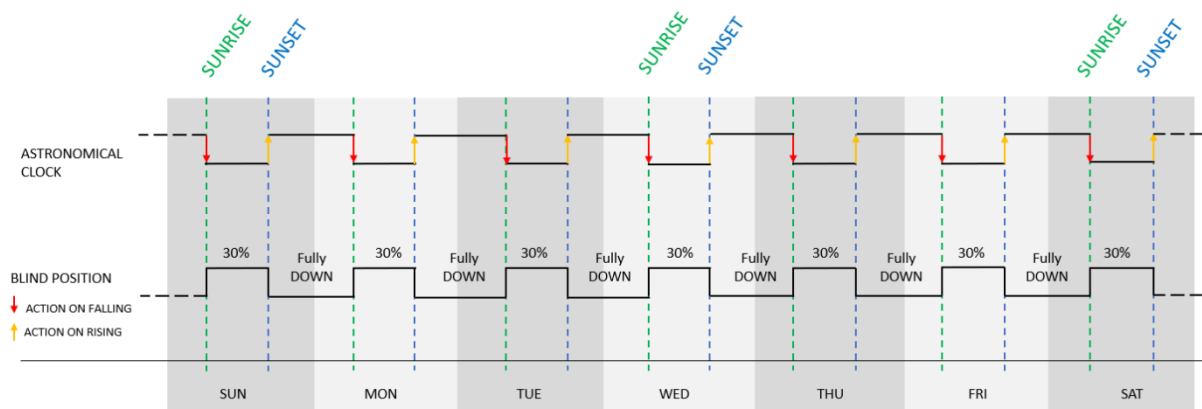 SUNRISE
SUNSET
SUNRISE
SUNSET
SUNRISE
SUNSET
ASTRONOMICAL
CLOCK
30%
Fully
DOWN
30%
Fully
DOWN
30%
Fully
DOWN
30%
Fully
DOWN
30%
Fully
DOWN
30%
Fully
DOWN
30%
BLIND POSITION
ACTION ON FALLING
ACTION ON RISING
SUN
MON
TUE
WED
THU
FRI
SAT